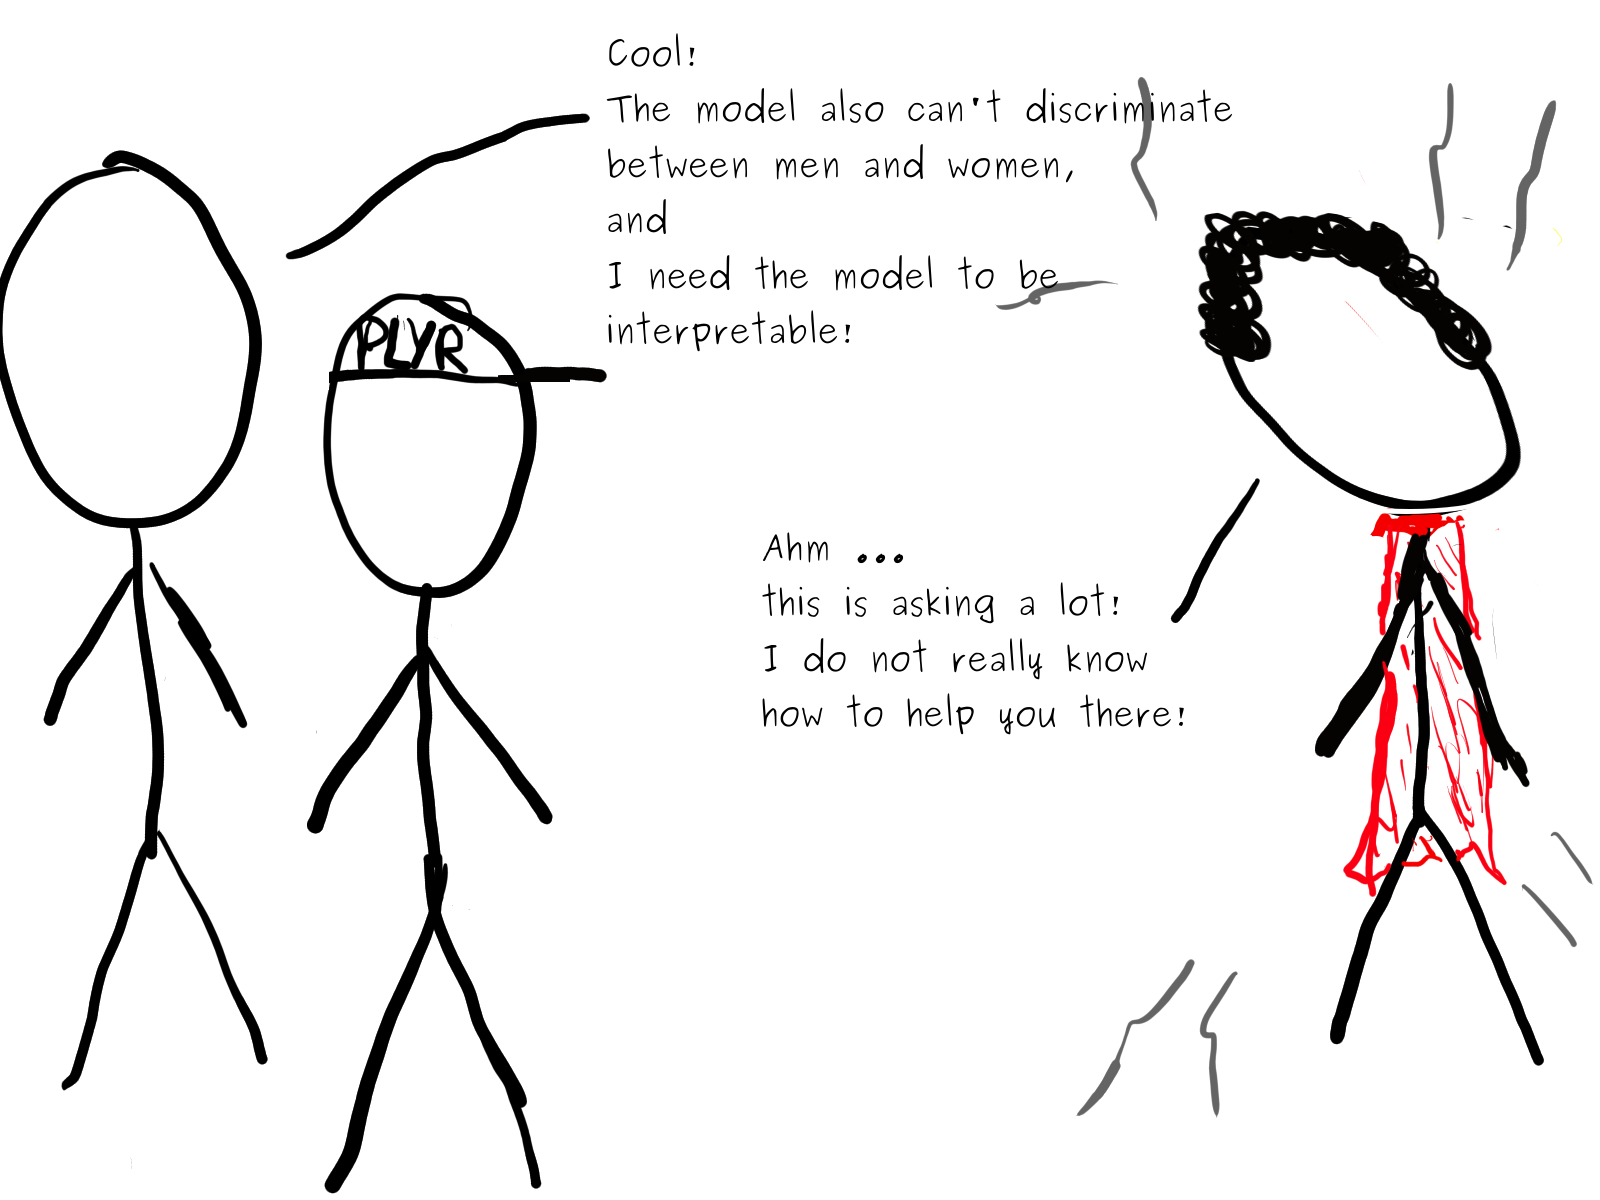 Cool!
The model also can't discriminate
between men and women,
and
I need the model to be
interpretable!
PLYR
Ahm ...
this is asking a lot!
I do not really know
how to help you there!